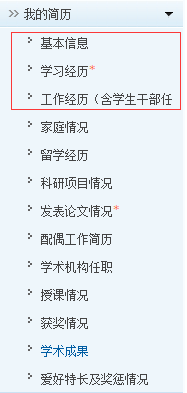 我的简历
基本信息
学习经历*
工作经历（含学生干部任
家庭情况
留学经历
科研项目情况
发表论文情况*
配偶工作简历
学术机构任职
授课情况
获奖情况
学术成果
爱好特长及奖惩情况